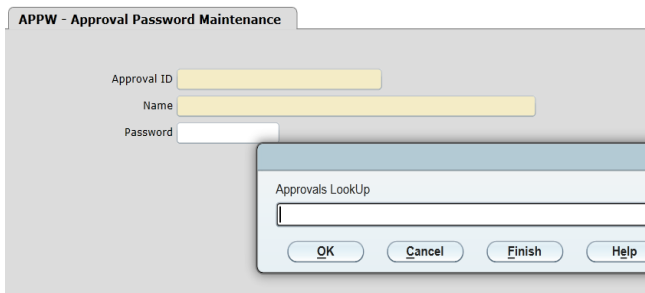 APPW - Approval Password Maintenance
Approval ID
Name
Password
Approvals LookUp
OK Cancel Finish Help